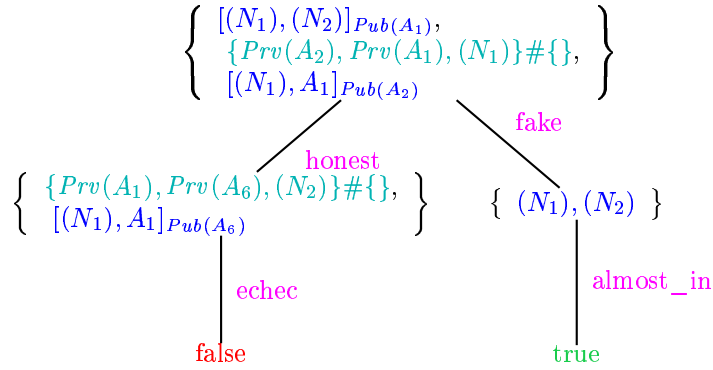 [(N₁), (N₂)]_{Pub(A₁)},
{Prv(A₂), Prv(A₁), (N₁)}#{},
[(N₁), A₁]_{Pub(A₂)}
fake
honest
{Prv(A₁), Prv(A₆), (N₂)}#{},
[(N₁), A₁]_{Pub(A₆)}
{ (N₁), (N₂) }
echec
almost_in
false
true